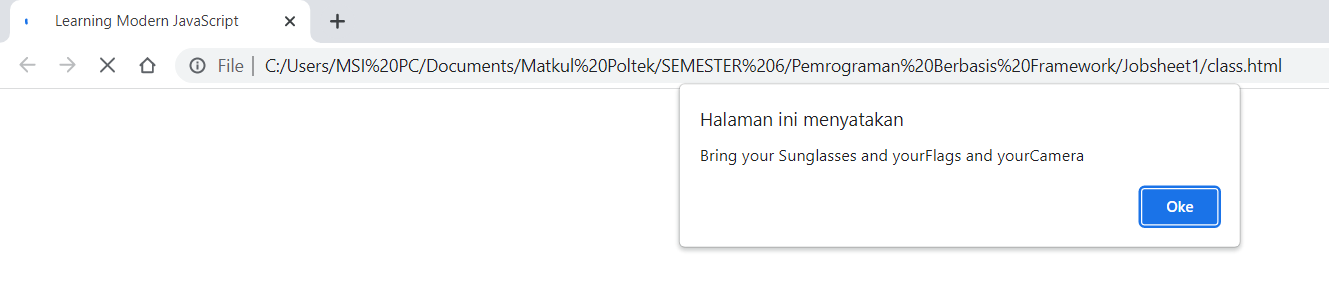 Learning Modern JavaScript
File | C:/Users/MSI%20PC/Documents/Matkul%20Poltek/SEMESTER%206/Pemrograman%20Berbasis%20Framework/Jobsheet1/class.html
Halaman ini menyatakan
Bring your Sunglasses and yourFlags and yourCamera
Oke